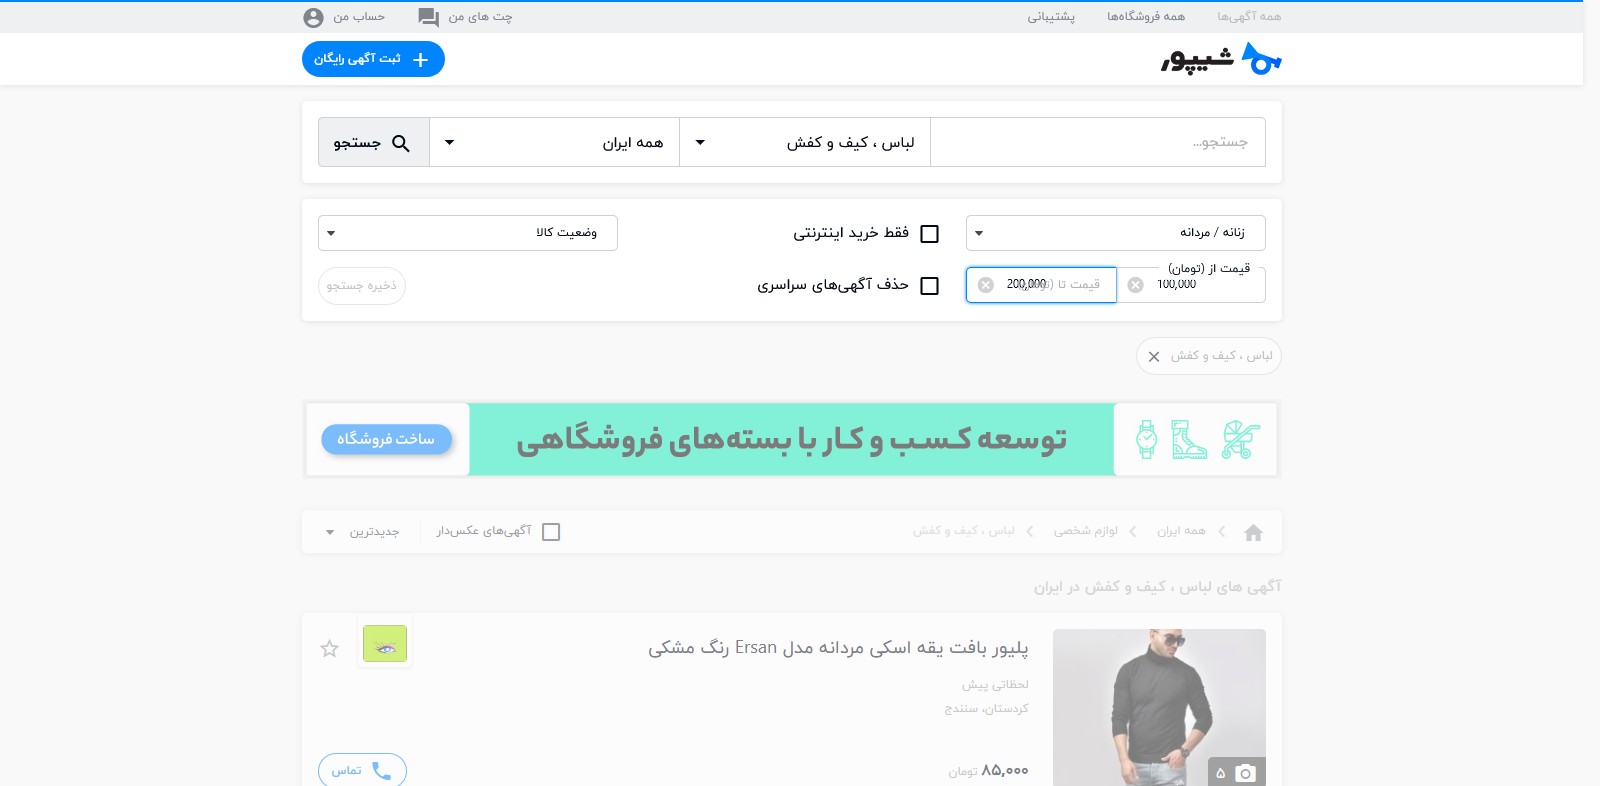 همه آگهی‌ها
همه فروشگاه‌ها
پشتیبانی
چت های من
حساب من
شیپور
ثبت آگهی رایگان
جستجو...
لباس ، کیف و کفش
همه ایران
جستجو
زنانه / مردانه
فقط خرید اینترنتی
وضعیت کالا
قیمت از (تومان)
100,000
قیمت تا (تومان)
200,000
حذف آگهی‌های سراسری
ذخیره جستجو
لباس ، کیف و کفش
توسعه کسب و کار با بسته‌های فروشگاهی
ساخت فروشگاه
همه ایران
لوازم شخصی
لباس ، کیف و کفش
آگهی‌های عکس‌دار
جدیدترین
آگهی های لباس ، کیف و کفش در ایران
پلیور بافت یقه اسکی مردانه مدل Ersan رنگ مشکی
لحظاتی پیش
کردستان، سنندج
۸۵,۰۰۰ تومان
تماس
۵